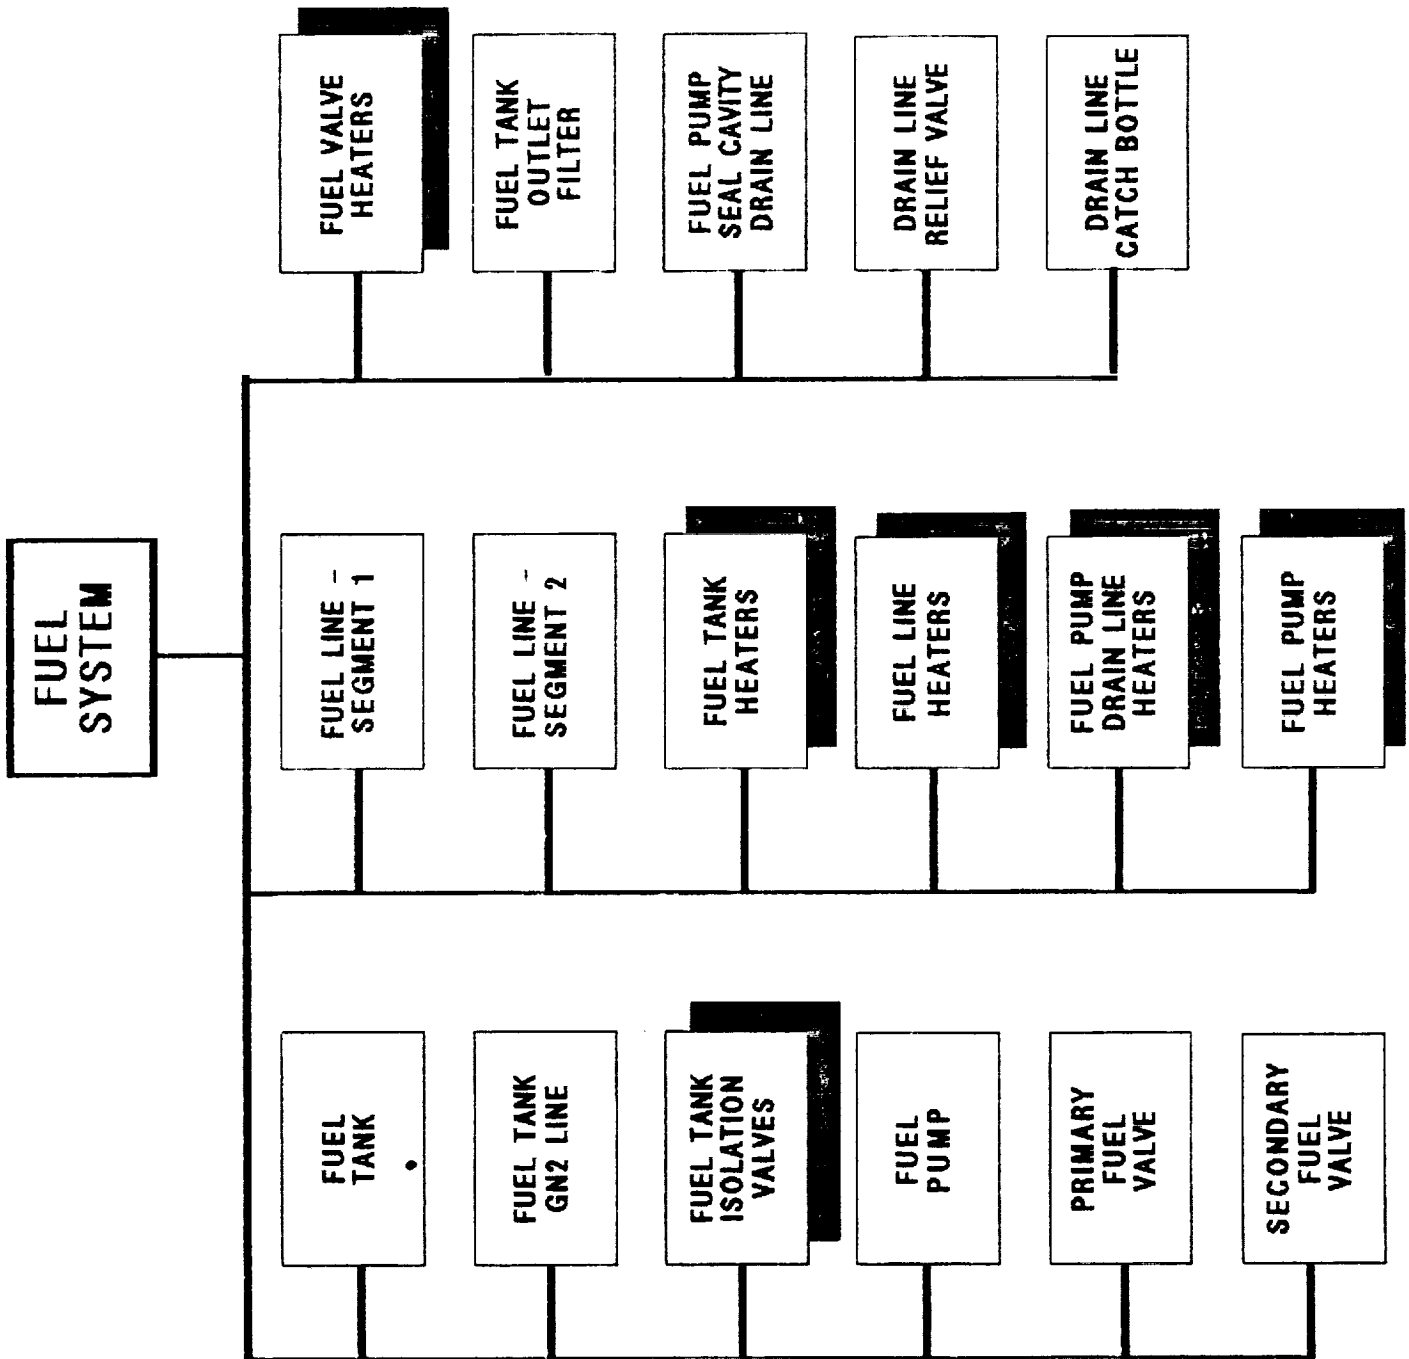 FUEL
SYSTEM
FUEL
TANK
FUEL TANK
GN2 LINE
FUEL TANK
ISOLATION
VALVES
FUEL
PUMP
PRIMARY
FUEL
VALVE
SECONDARY
FUEL
VALVE
FUEL LINE -
SEGMENT 1
FUEL LINE -
SEGMENT 2
FUEL TANK
HEATERS
FUEL LINE
HEATERS
FUEL PUMP
DRAIN LINE
HEATERS
FUEL PUMP
HEATERS
FUEL VALVE
HEATERS
FUEL TANK
OUTLET
FILTER
FUEL PUMP
SEAL CAVITY
DRAIN LINE
DRAIN LINE
RELIEF VALVE
DRAIN LINE
CATCH BOTTLE